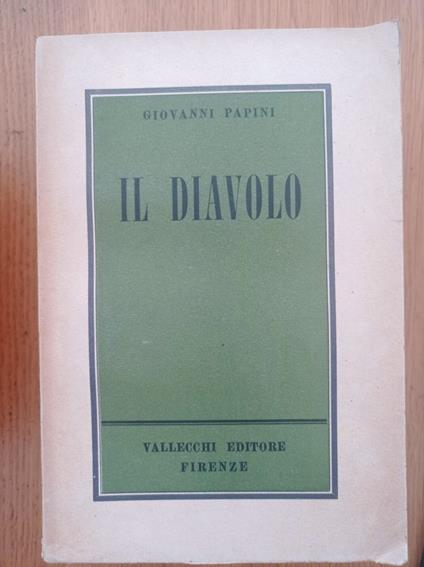 GIOVANNI PAPINI
IL DIAVOLO
VALLECCHI EDITORE
FIRENZE